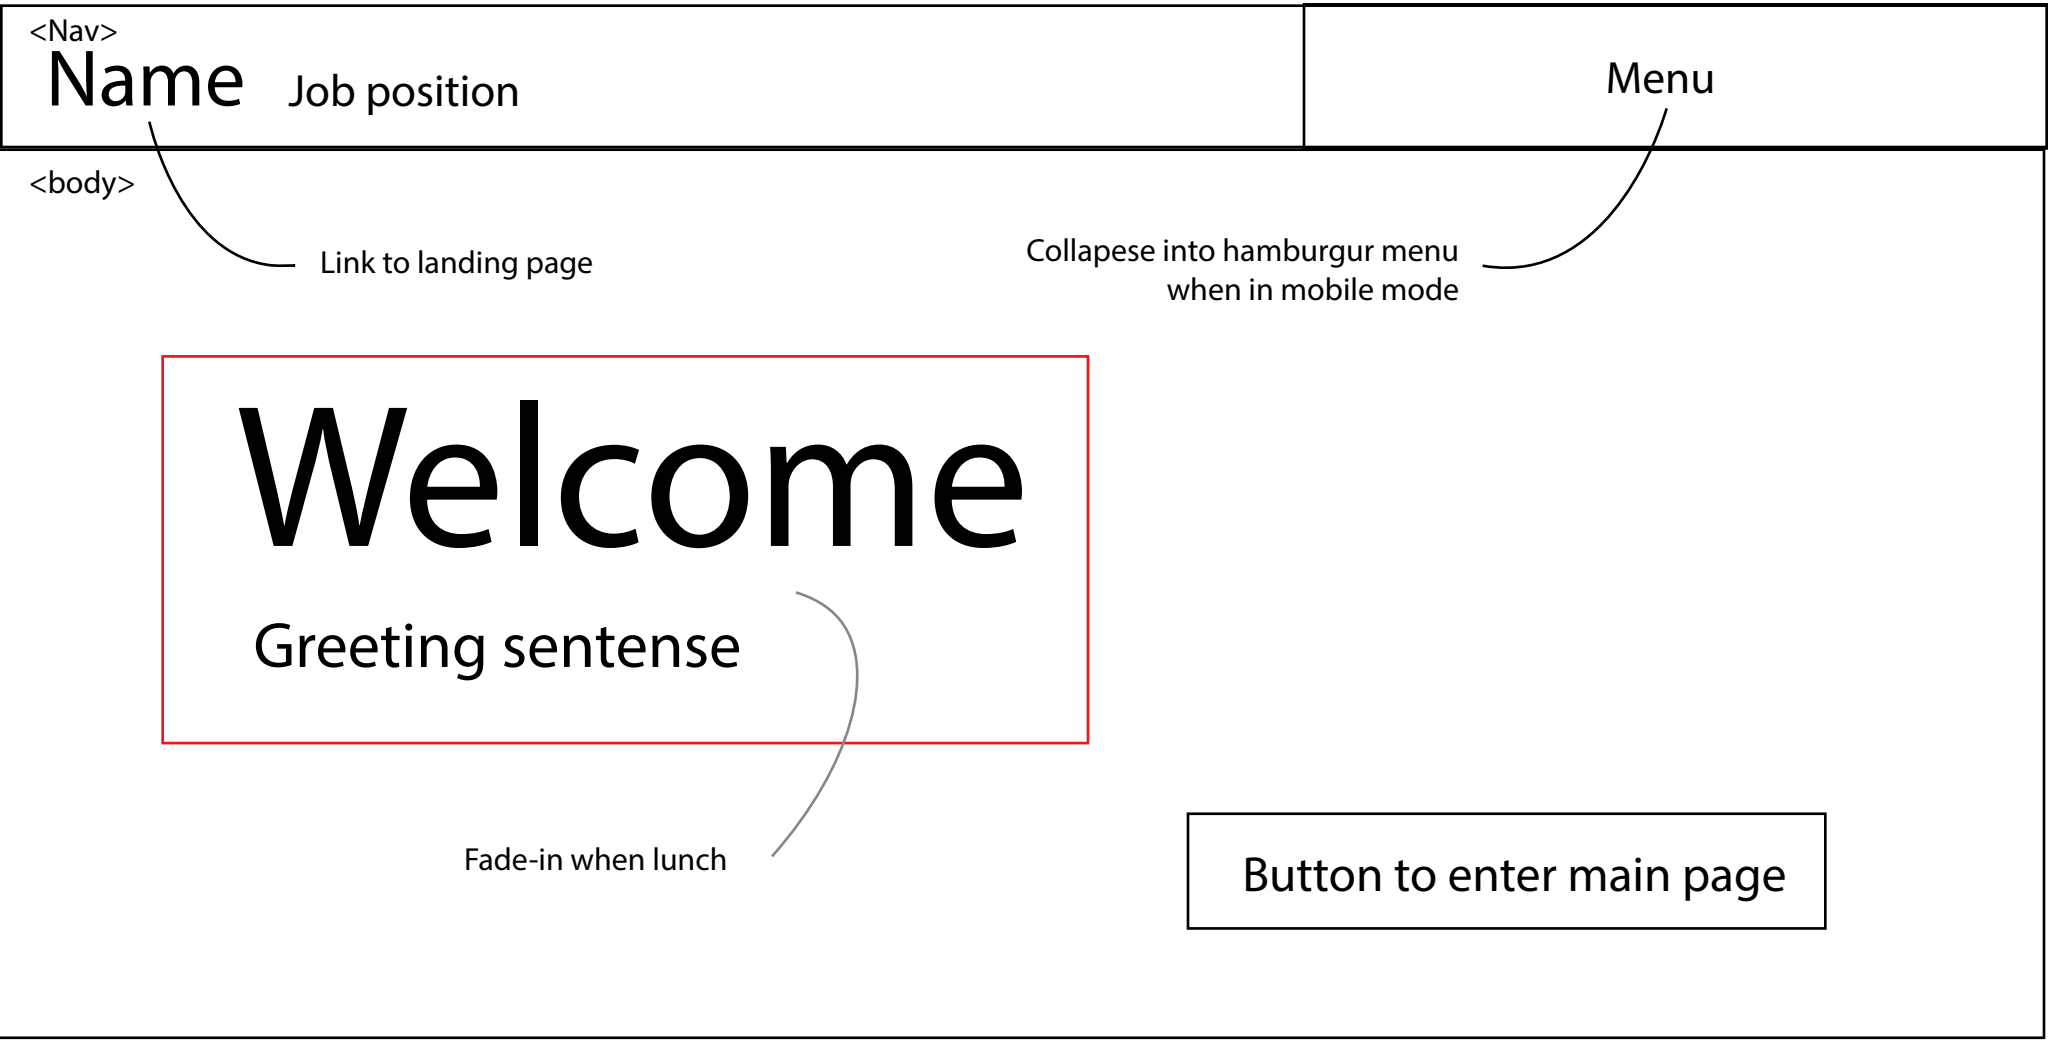 <Nav>
Name Job position
Menu
<body>
Link to landing page
Collapese into hamburgur menu
when in mobile mode
Welcome
Greeting sentense
Fade-in when lunch
Button to enter main page